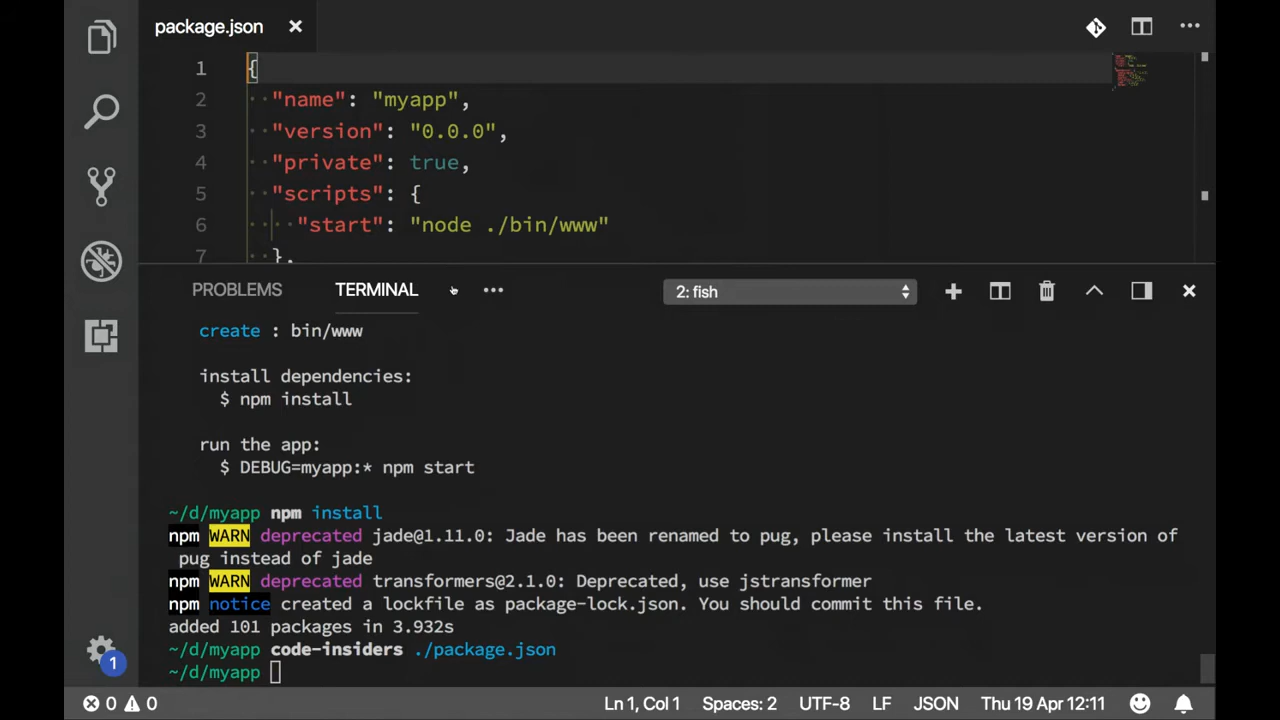 package.json
1 {
2 "name": "myapp",
3 "version": "0.0.0",
4 "private": true,
5 "scripts": {
6 "start": "node ./bin/www"
7 },
PROBLEMS TERMINAL ••• 2: fish
create : bin/www
install dependencies:
$ npm install
run the app:
$ DEBUG=myapp:* npm start
~/d/myapp npm install
npm WARN deprecated jade@1.11.0: Jade has been renamed to pug, please install the latest version of
pug instead of jade
npm WARN deprecated transformers@2.1.0: Deprecated, use jstransformer
npm notice created a lockfile as package-lock.json. You should commit this file.
added 101 packages in 3.932s
~/d/myapp code-insiders ./package.json
~/d/myapp
1
0 0 Ln 1, Col 1 Spaces: 2 UTF-8 LF JSON Thu 19 Apr 12:11